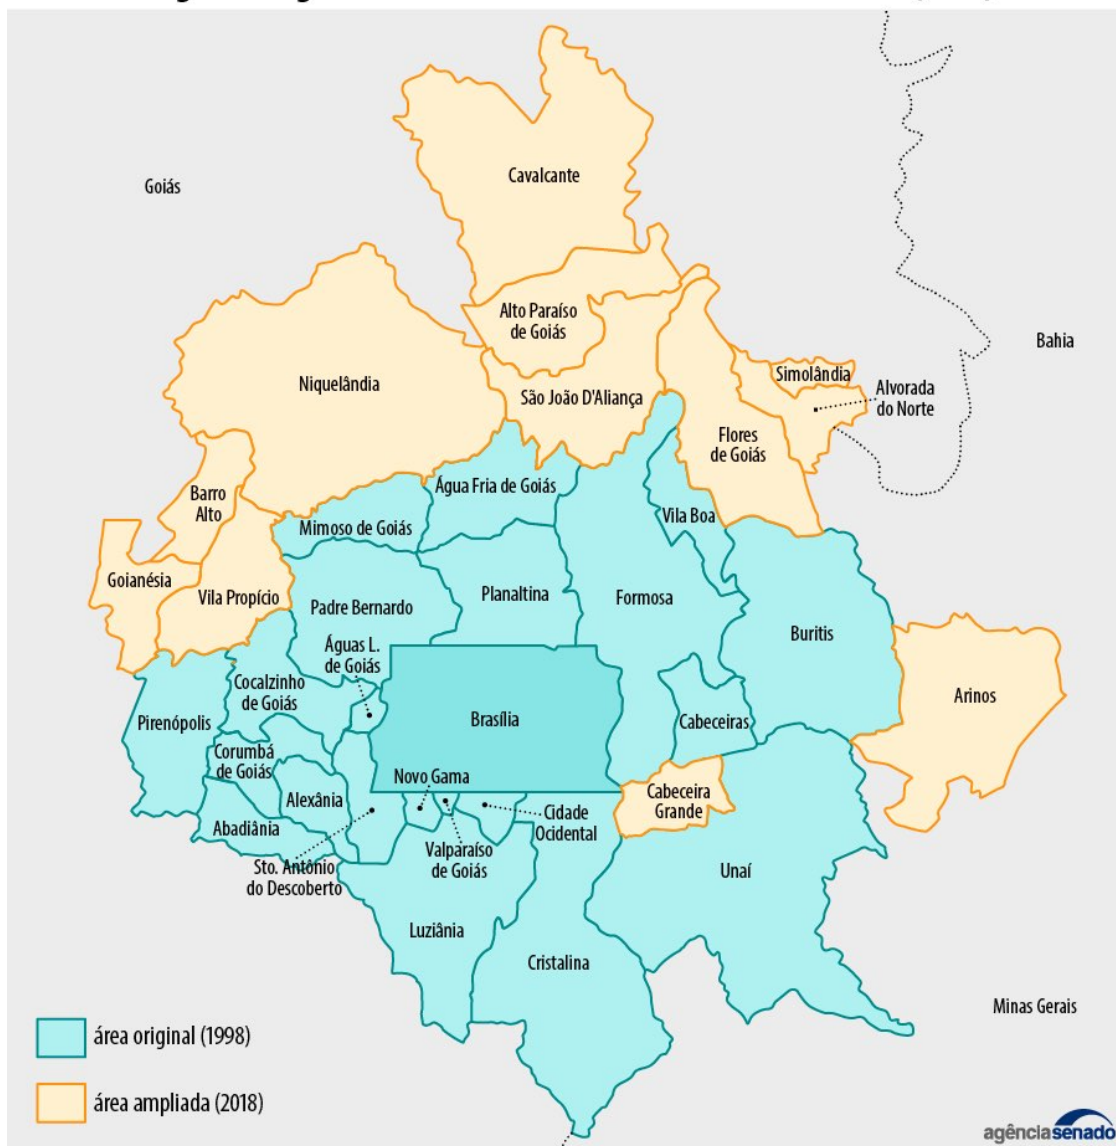 Goiás
Cavalcante
Alto Paraíso
de Goiás
Bahia
Niquelândia
São João D'Aliança
Simolândia
Alvorada
do Norte
Flores
de Goiás
Barro
Alto
Água Fria de Goiás
Vila Boa
Mimoso de Goiás
Goianésia
Vila Propício
Padre Bernardo
Planaltina
Formosa
Buritis
Águas L.
de Goiás
Cocalzinho
de Goiás
Arinos
Pirenópolis
Brasília
Cabeceiras
Corumbá
de Goiás
Novo Gama
Alexânia
Cabeceira
Grande
Cidade
Ocidental
Abadiânia
Valparaíso
de Goiás
Sto. Antônio
do Descoberto
Unaí
Luziânia
Cristalina
Minas Gerais
área original (1998)
área ampliada (2018)
agênciasenado